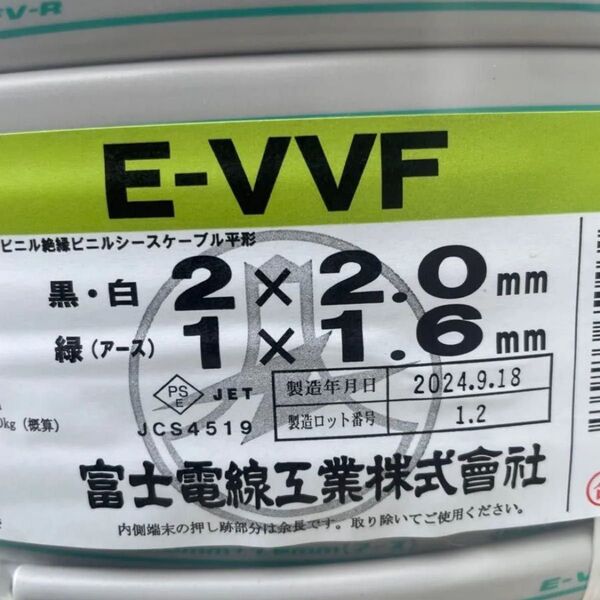 V-R
E-VVF
ビニル絶縁ビニルシースケーブル平形
黒・白 2×2.0mm
緑(アース) 1×1.6mm
PS E JET
製造年月日 2024.9.18
JCS4519
製造ロット番号 1.2
0kg(概算)
富士電線工業株式會社
内側端末の押し跡部分は余長です。取り除いてご使用ください。
E-V